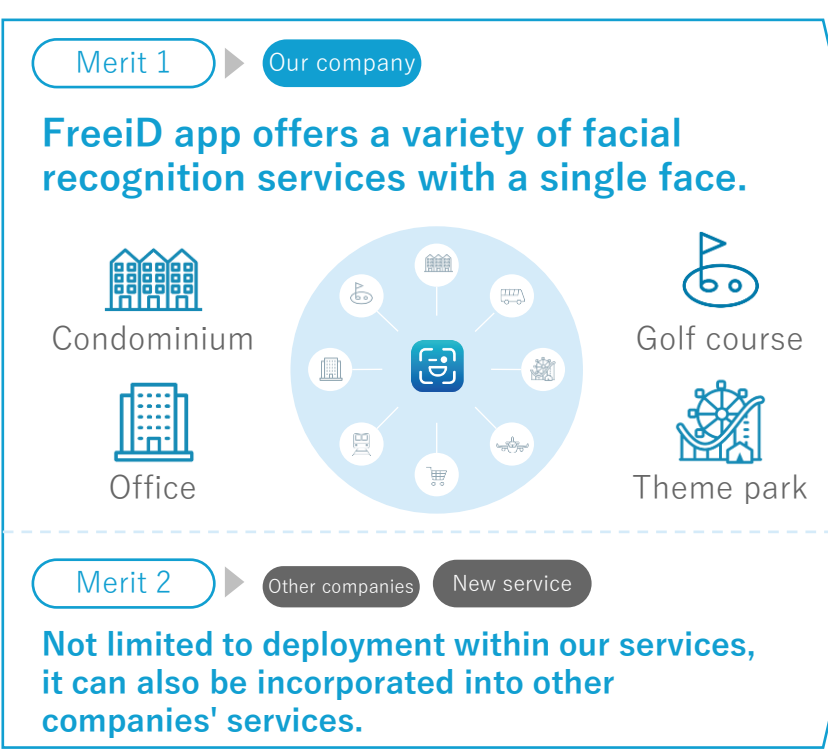 Merit 1
Our company
FreeiD app offers a variety of facial
recognition services with a single face.
Condominium
Golf course
Office
Theme park
Merit 2
Other companies
New service
Not limited to deployment within our services,
it can also be incorporated into other
companies' services.